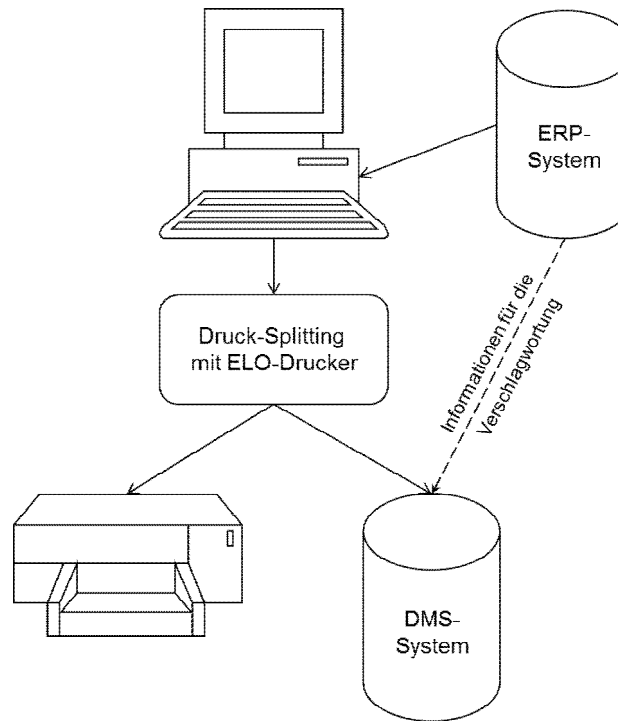 ERP-
System
Druck-Splitting
mit ELO-Drucker
Informationen für die
Verschlagwortung
DMS-
System